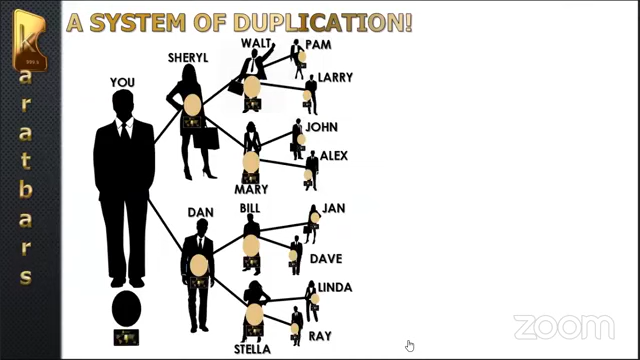 A SYSTEM OF DUPLICATION!
karatbars
YOU
SHERYL
WALT
PAM
LARRY
JOHN
ALEX
MARY
DAN
BILL
JAN
DAVE
LINDA
STELLA
RAY
zoom